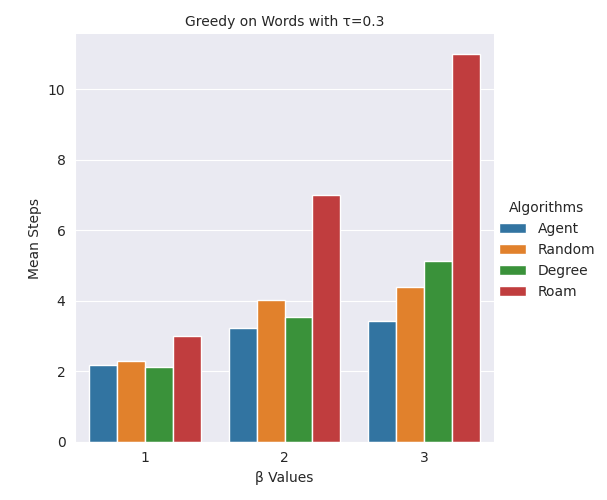 Greedy on Words with τ=0.3
Mean Steps
10
8
6
4
2
0
1
2
3
β Values
Algorithms
Agent
Random
Degree
Roam